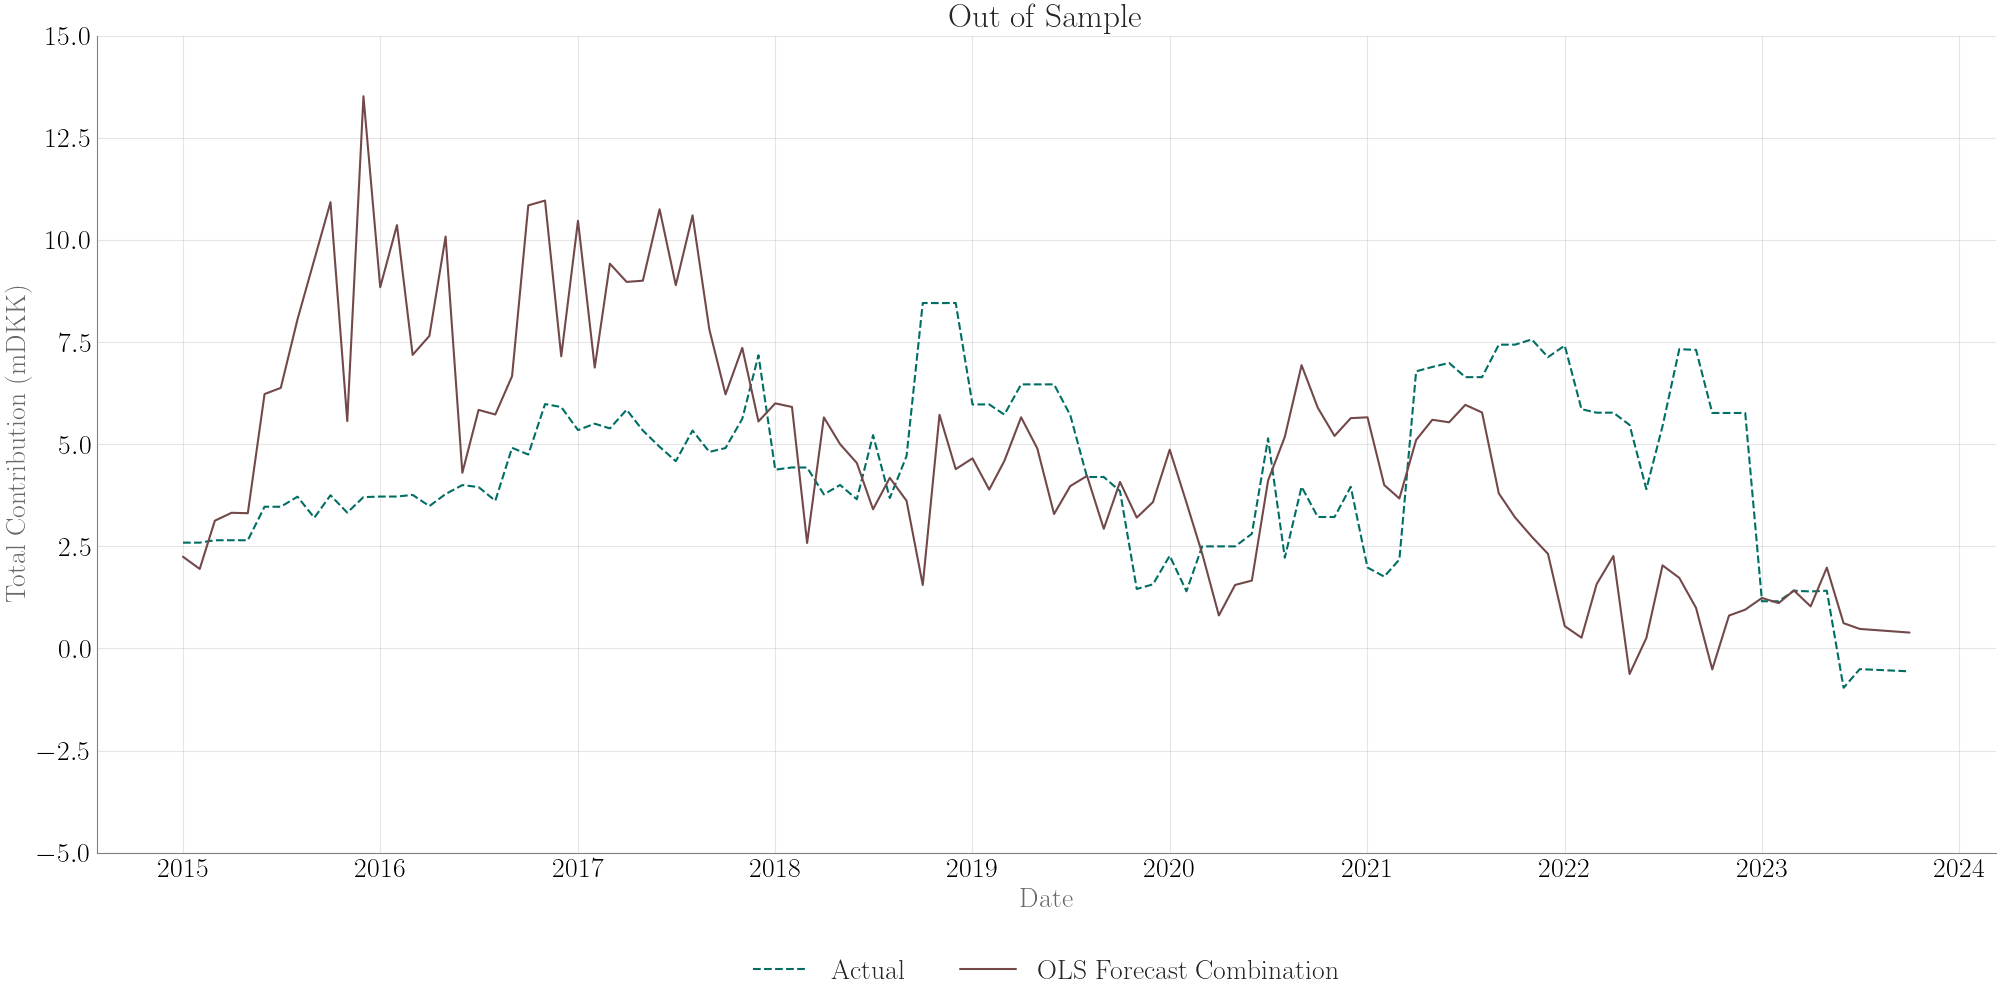 Out of Sample
15.0
12.5
10.0
7.5
5.0
2.5
0.0
−2.5
−5.0
Total Contribution (mDKK)
2015 2016 2017 2018 2019 2020 2021 2022 2023 2024
Date
Actual OLS Forecast Combination